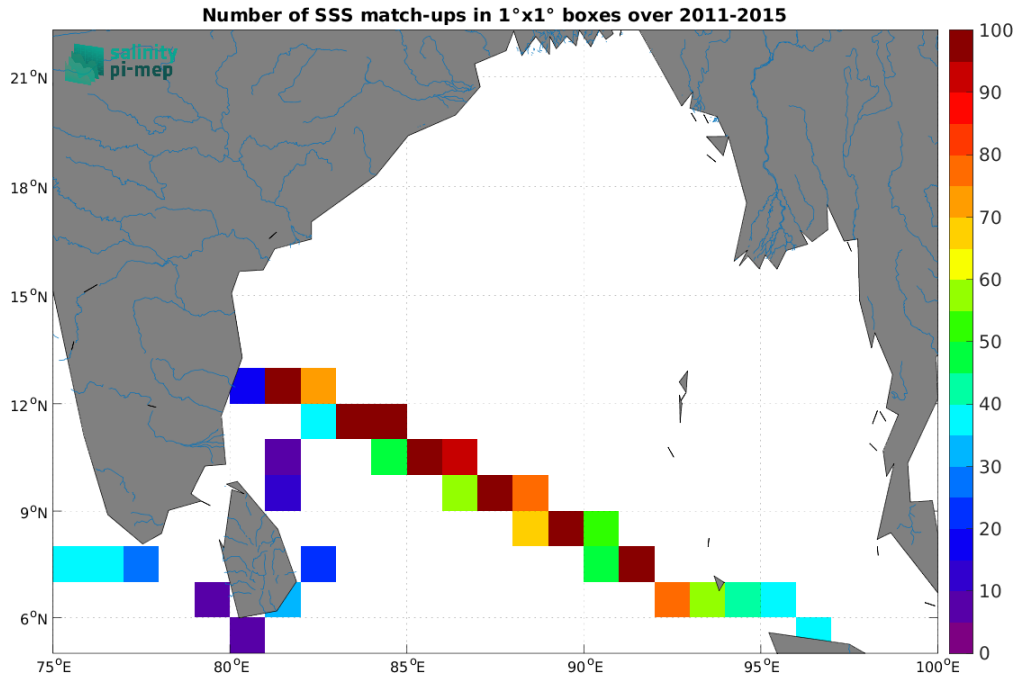 Number of SSS match-ups in 1°x1° boxes over 2011-2015
salinity
pi-mep
21°N
18°N
15°N
12°N
9°N
6°N
75°E
80°E
85°E
90°E
95°E
100°E
100
90
80
70
60
50
40
30
20
10
0